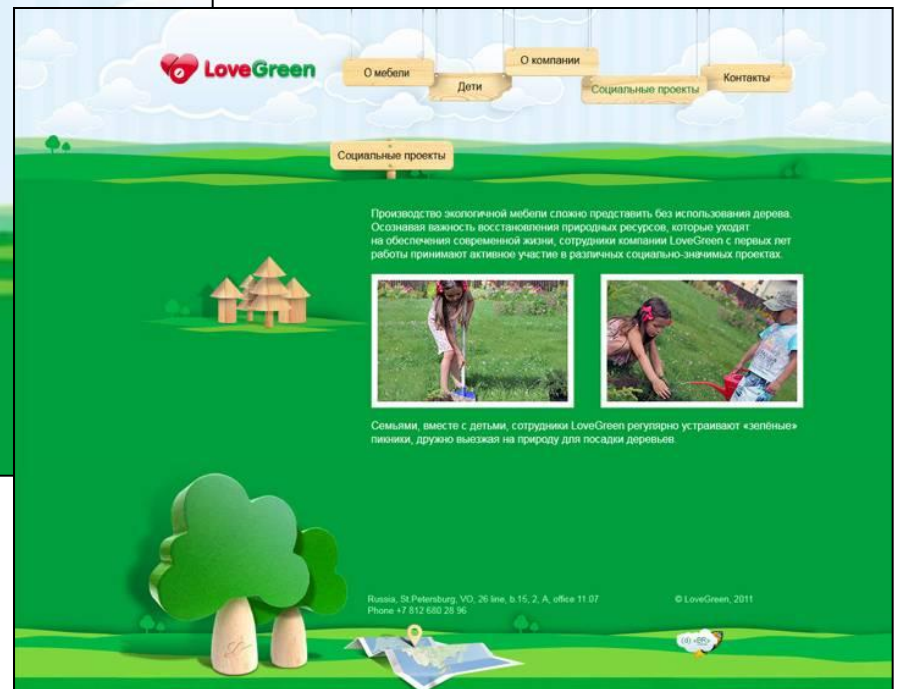 LoveGreen
О мебели
Дети
О компании
Социальные проекты
Контакты
Социальные проекты
Производство экологичной мебели сложно представить без использования дерева.
Осознавая важность восстановления природных ресурсов, которые уходят
на обеспечения современной жизни, сотрудники компании LoveGreen с первых лет
работы принимают активное участие в различных социально-значимых проектах.
Семьями, вместе с детьми, сотрудники LoveGreen регулярно устраивают «зелёные»
пикники, дружно выезжая на природу для посадки деревьев.
Russia, St.Petersburg, VO, 26 line, b.15, 2, A, office 11.07
Phone +7 812 680 28 96
© LoveGreen, 2011
(d) «DR»